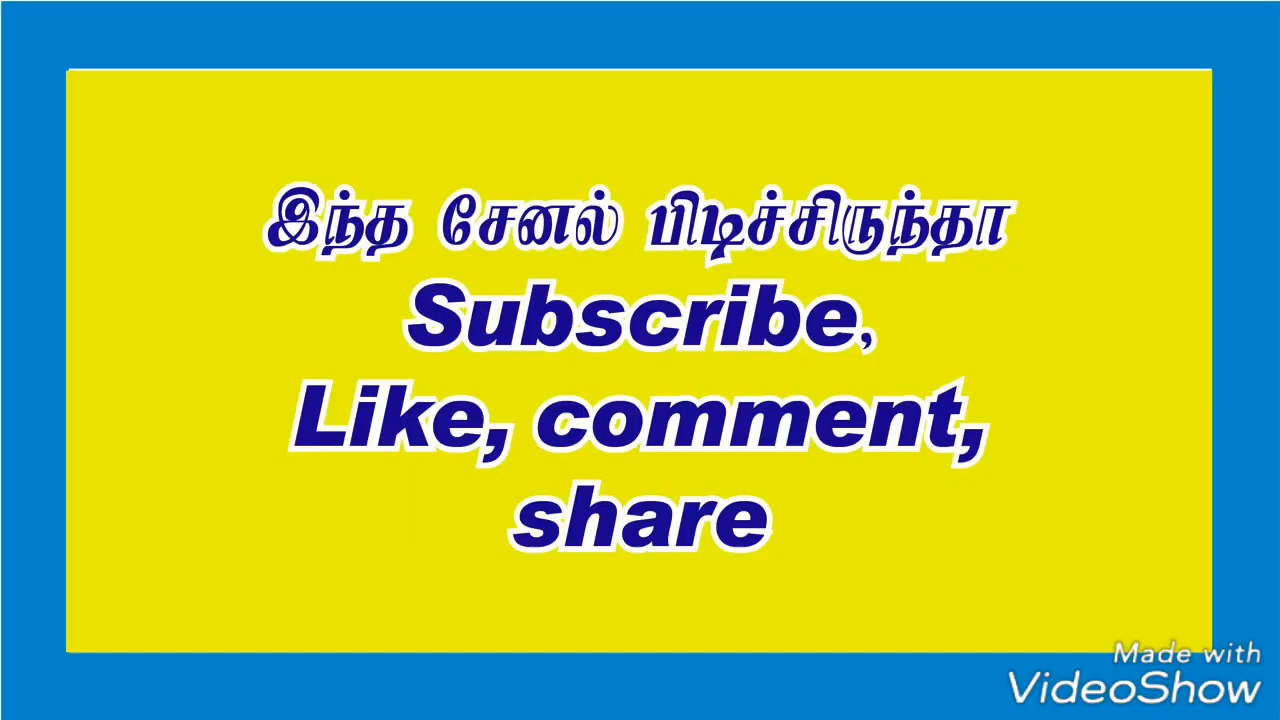 இந்த சேனல் பிடிச்சிருந்தா
Subscribe,
Like, comment,
share
Made with
VideoShow